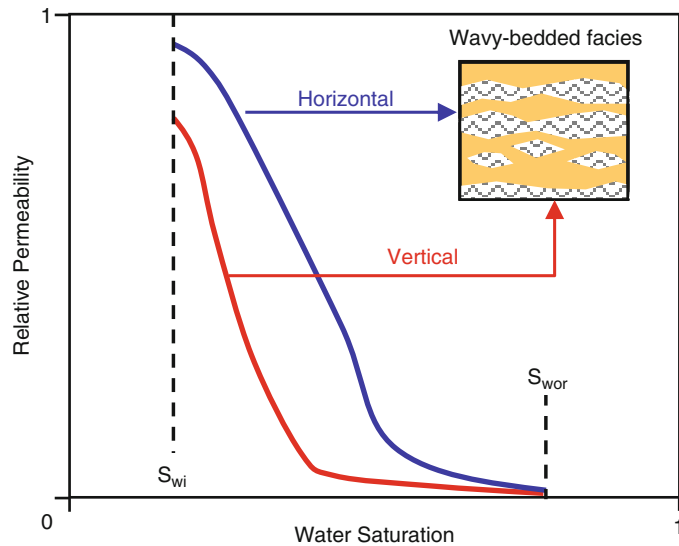 1
Wavy-bedded facies
Horizontal
Vertical
Relative Permeability
Swor
Swi
0
Water Saturation
1